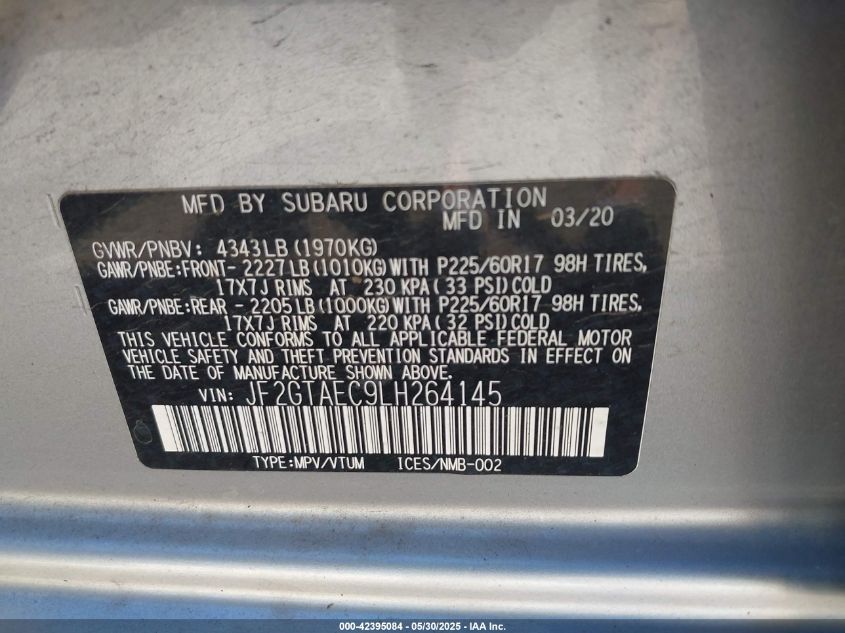 MFD BY SUBARU CORPORATION
MFD IN 03/20
GVWR/PNBV: 4343LB (1970KG)
GAWR/PNBE:FRONT- 2227LB (1010KG) WITH P225/60R17 98H TIRES,
17X7J RIMS AT 230 KPA (33 PSI) COLD
GAWR/PNBE:REAR - 2205LB (1000KG) WITH P225/60R17 98H TIRES,
17X7J RIMS AT 220 KPA (32 PSI) COLD
THIS VEHICLE CONFORMS TO ALL APPLICABLE FEDERAL MOTOR
VEHICLE SAFETY AND THEFT PREVENTION STANDARDS IN EFFECT ON
THE DATE OF MANUFACTURE SHOWN ABOVE.
VIN: JF2GTAEC9LH264145
TYPE:MPV/VTUM ICES/NMB-002
000-42395084 - 05/30/2025 - IAA Inc.